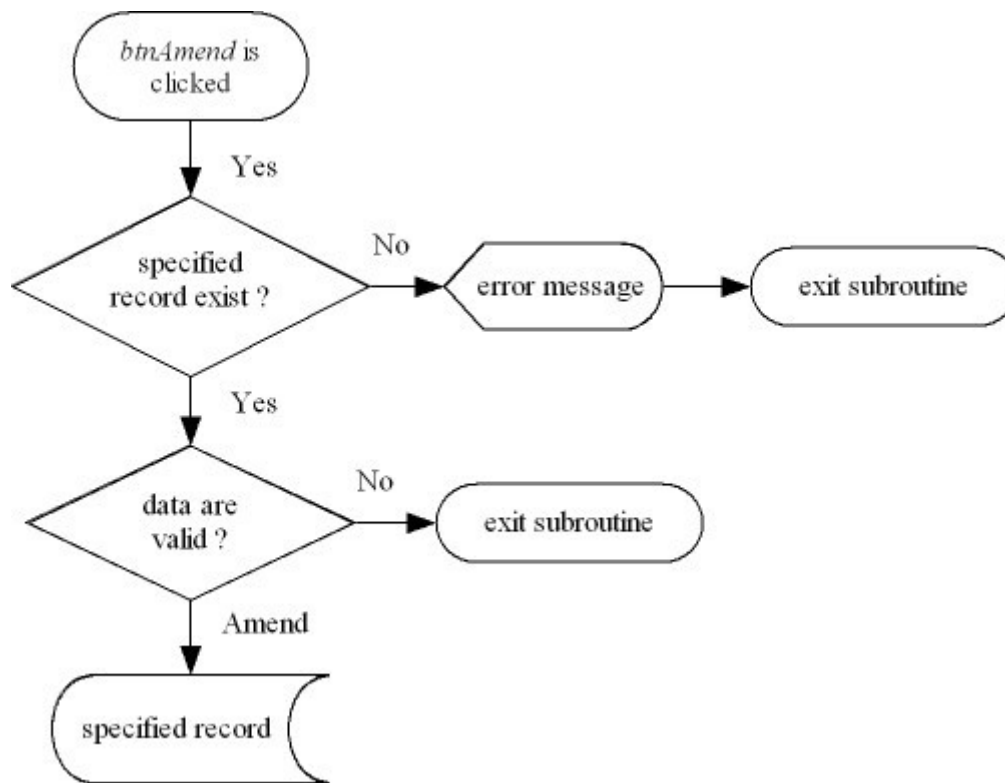 btnAmend is
clicked
Yes
specified
record exist ?
No
error message
exit subroutine
Yes
data are
valid ?
No
exit subroutine
Amend
specified record